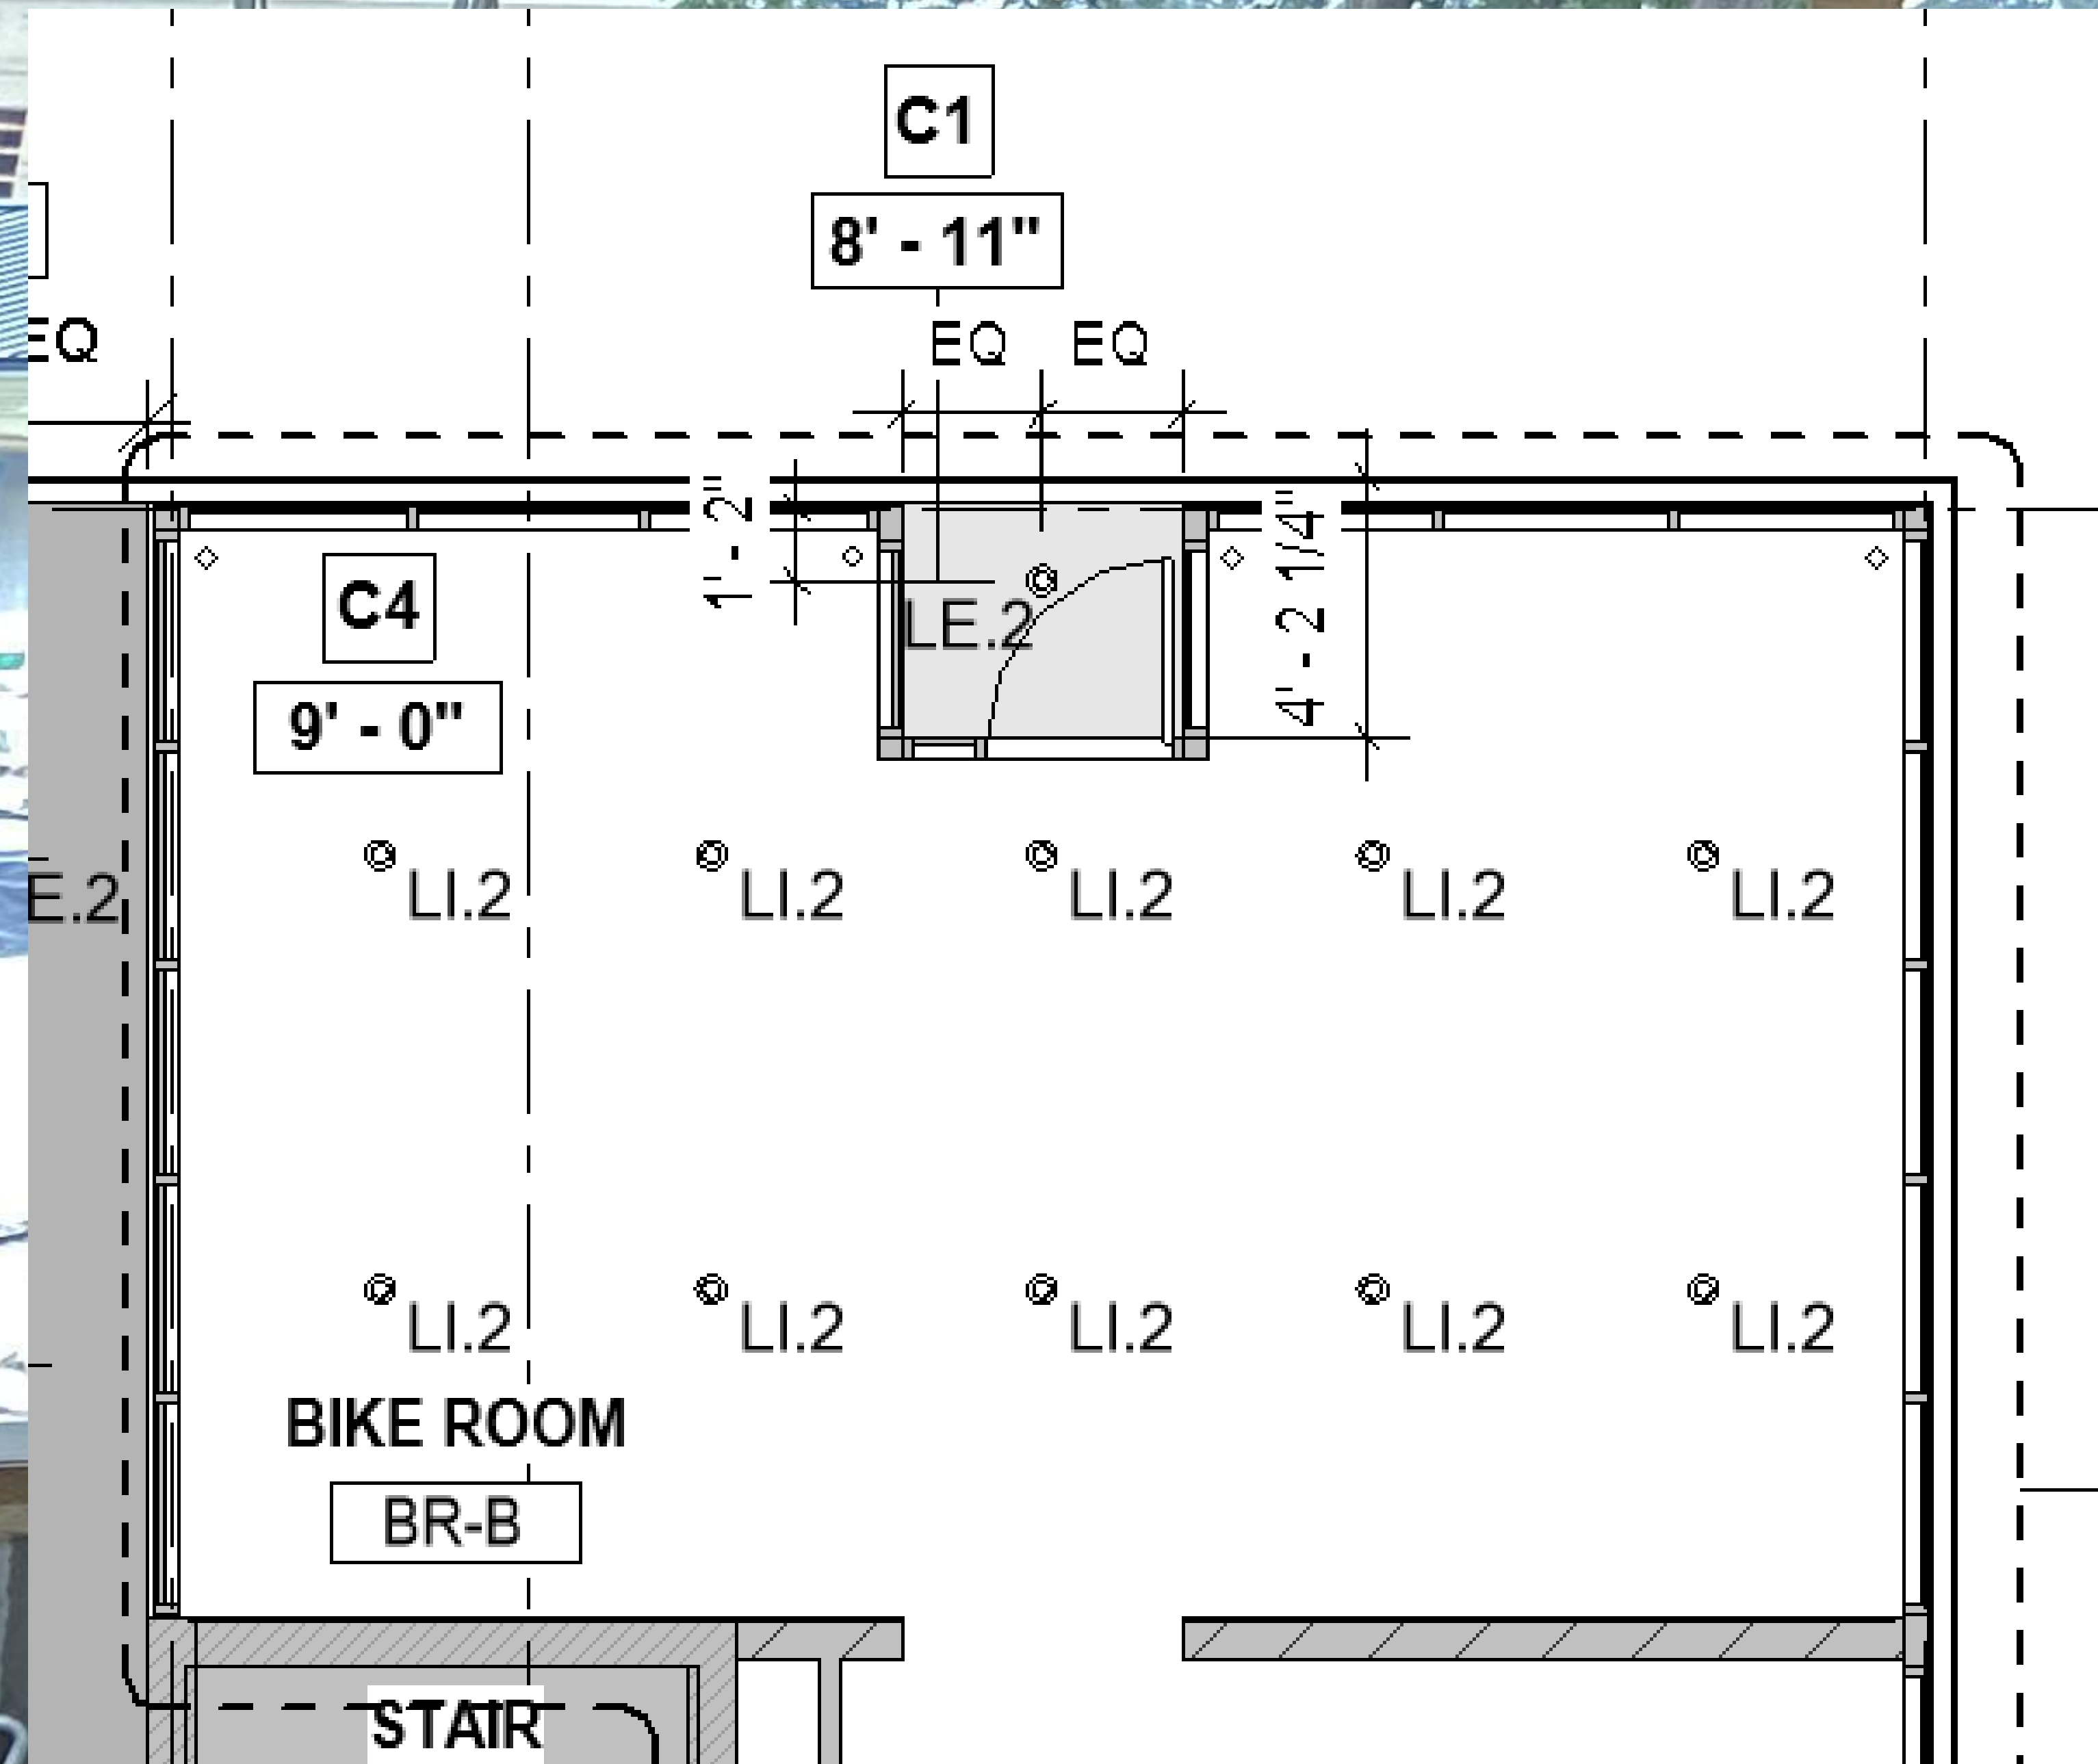 C1
8' - 11"
EQ
EQ
EQ
1' - 2"
4' - 2 1/4"
C4
9' - 0"
LE.2
E.2
LI.2
LI.2
LI.2
LI.2
LI.2
LI.2
LI.2
LI.2
LI.2
LI.2
BIKE ROOM
BR-B
STAIR